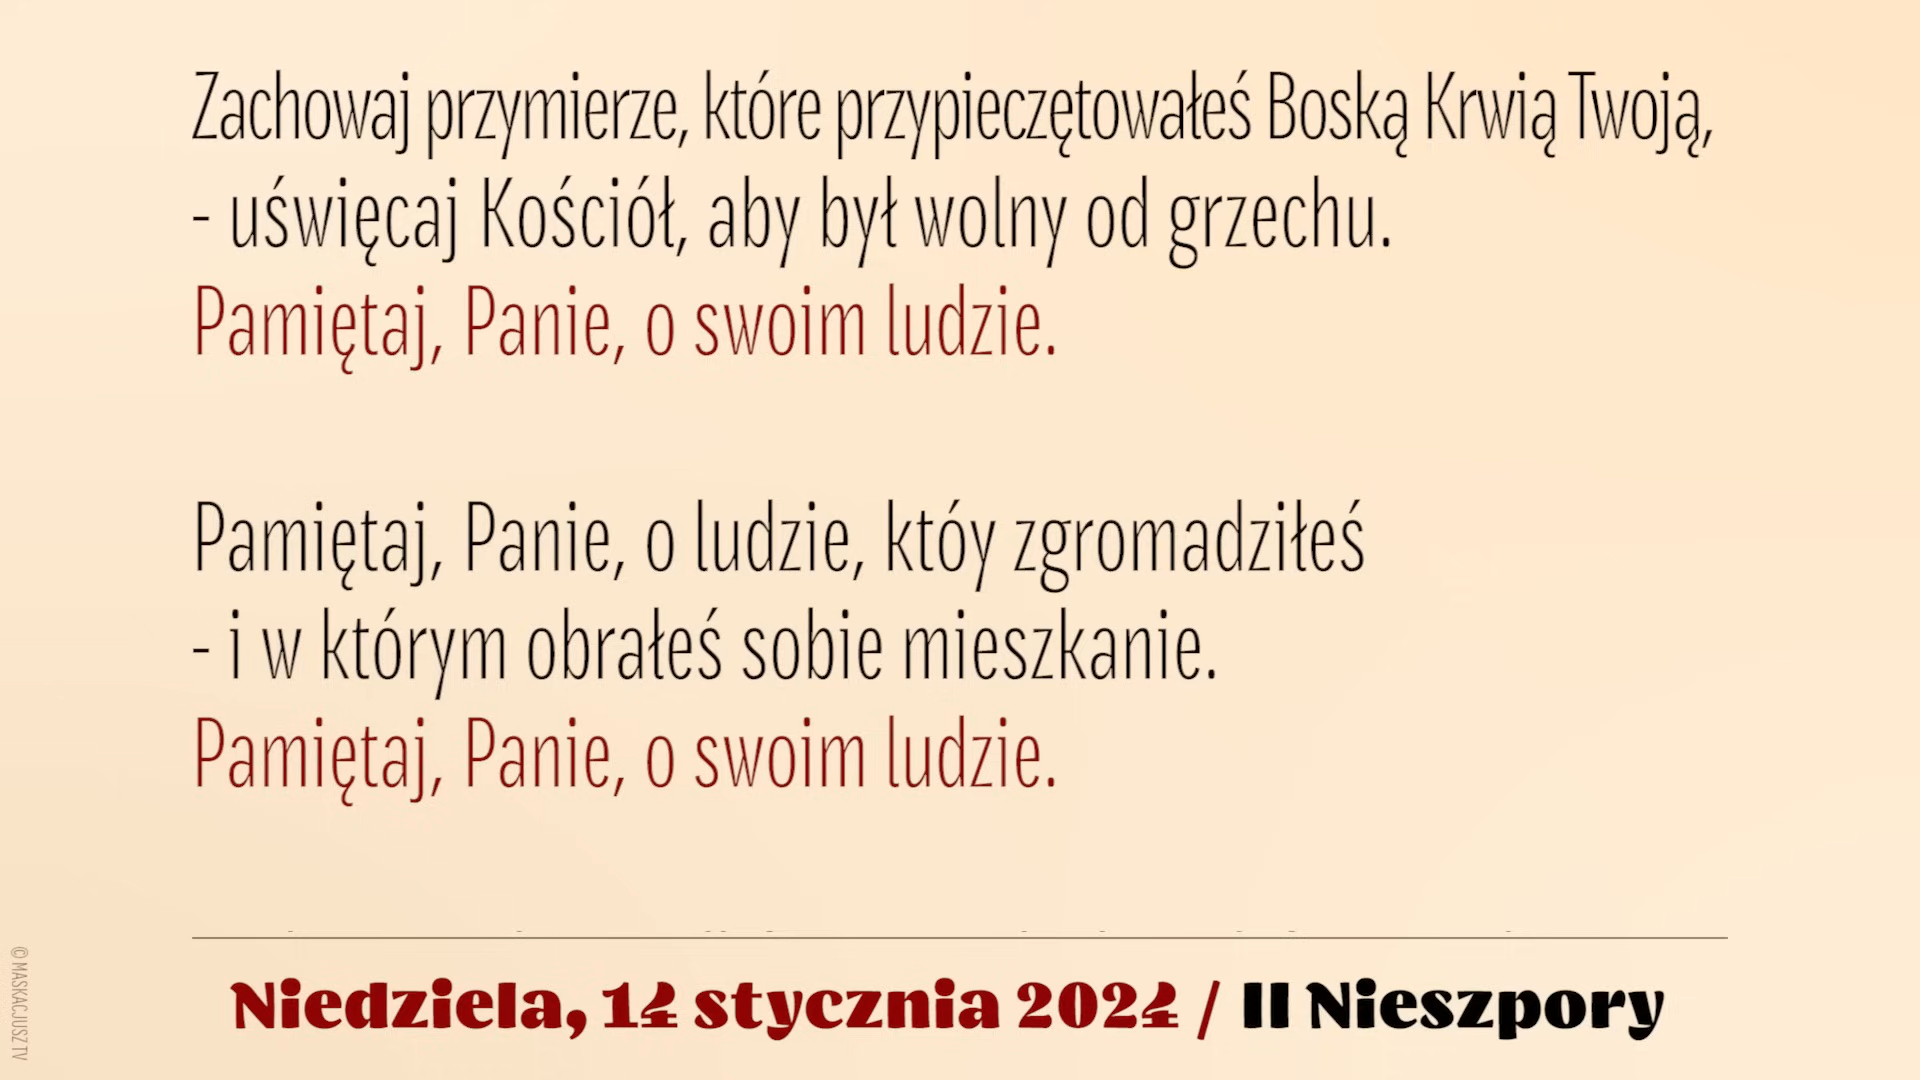 Zachowaj przymierze, które przypieczętowałeś Boską Krwią Twoją,
- uświęcaj Kościół, aby był wolny od grzechu.
Pamiętaj, Panie, o swoim ludzie.
Pamiętaj, Panie, o ludzie, któy zgromadziłeś
- i w którym obrałeś sobie mieszkanie.
Pamiętaj, Panie, o swoim ludzie.
Niedziela, 14 stycznia 2024 / II Nieszpory
© MASKACJUSZ TV